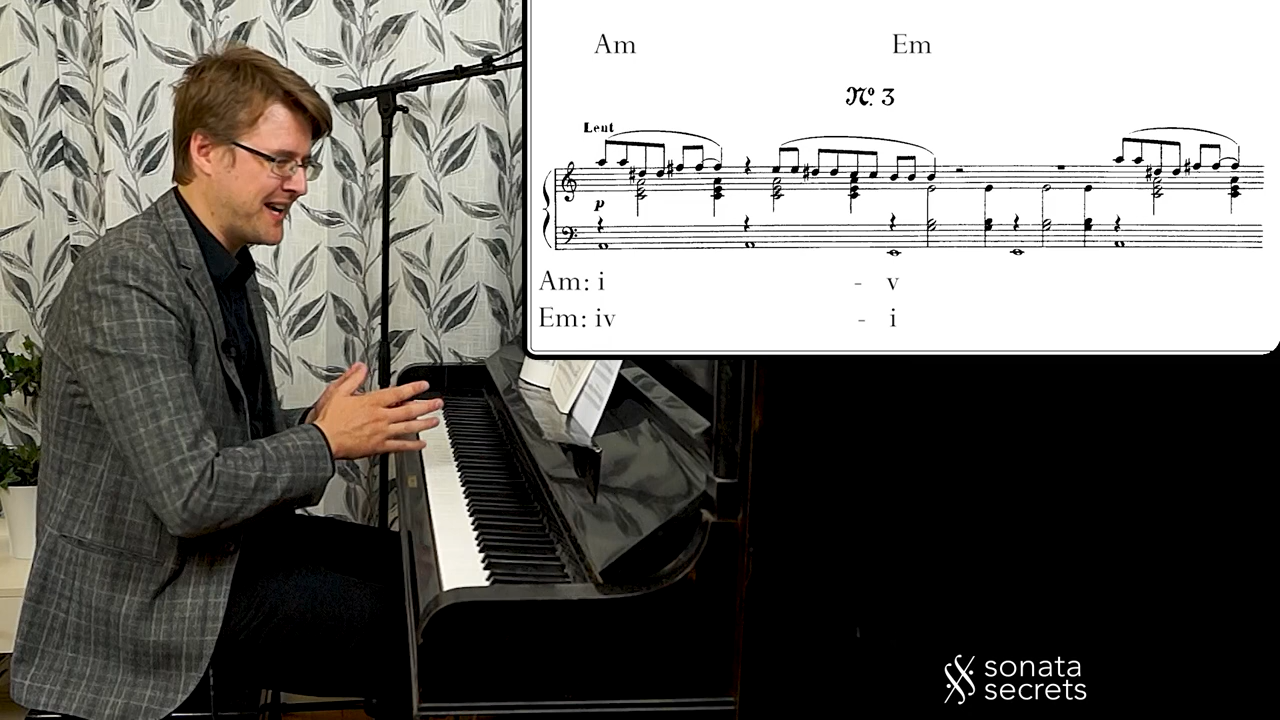 Am Em
Nº 3
Lent
p
Am: i - v
Em: iv - i
sonata
secrets